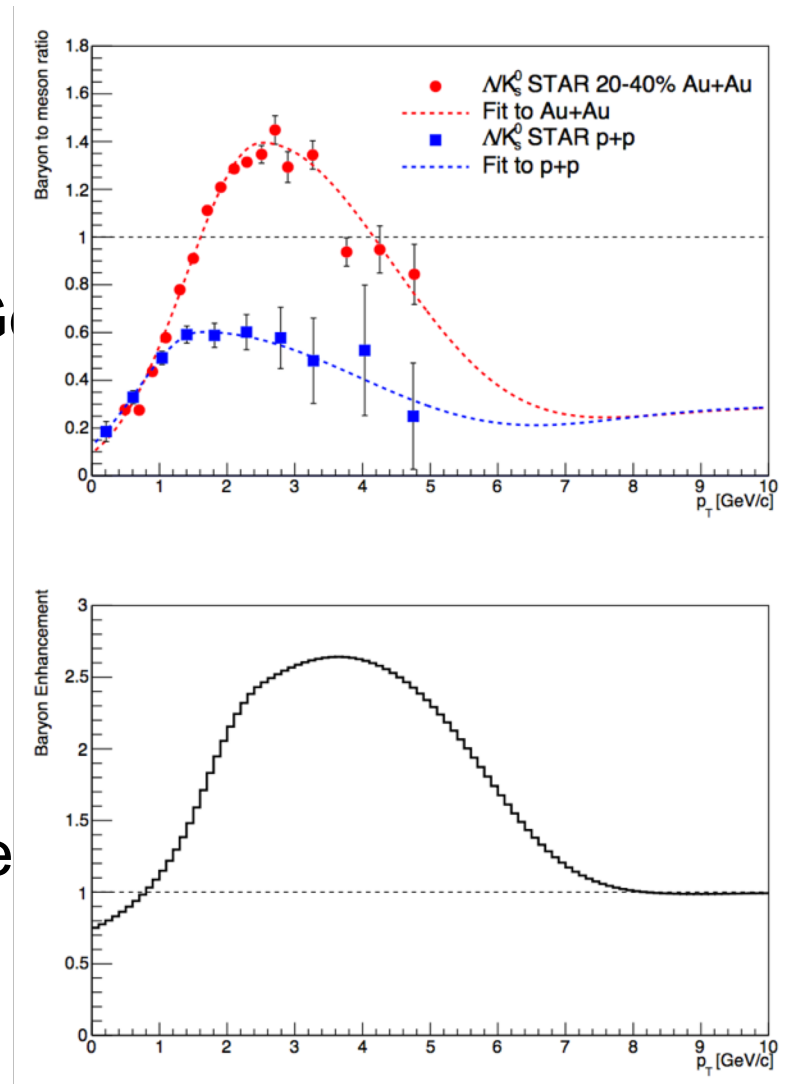 Baryon to meson ratio
1.8
1.6
1.4
1.2
1
0.8
0.6
0.4
0.2
0
Λ/K⁰ₛ STAR 20-40% Au+Au
Fit to Au+Au
Λ/K⁰ₛ STAR p+p
Fit to p+p
0 1 2 3 4 5 6 7 8 9 10
p_T [GeV/c]
G
Baryon Enhancement
3
2.5
2
1.5
1
0.5
0
e
0 1 2 3 4 5 6 7 8 9 10
p_T [GeV/c]